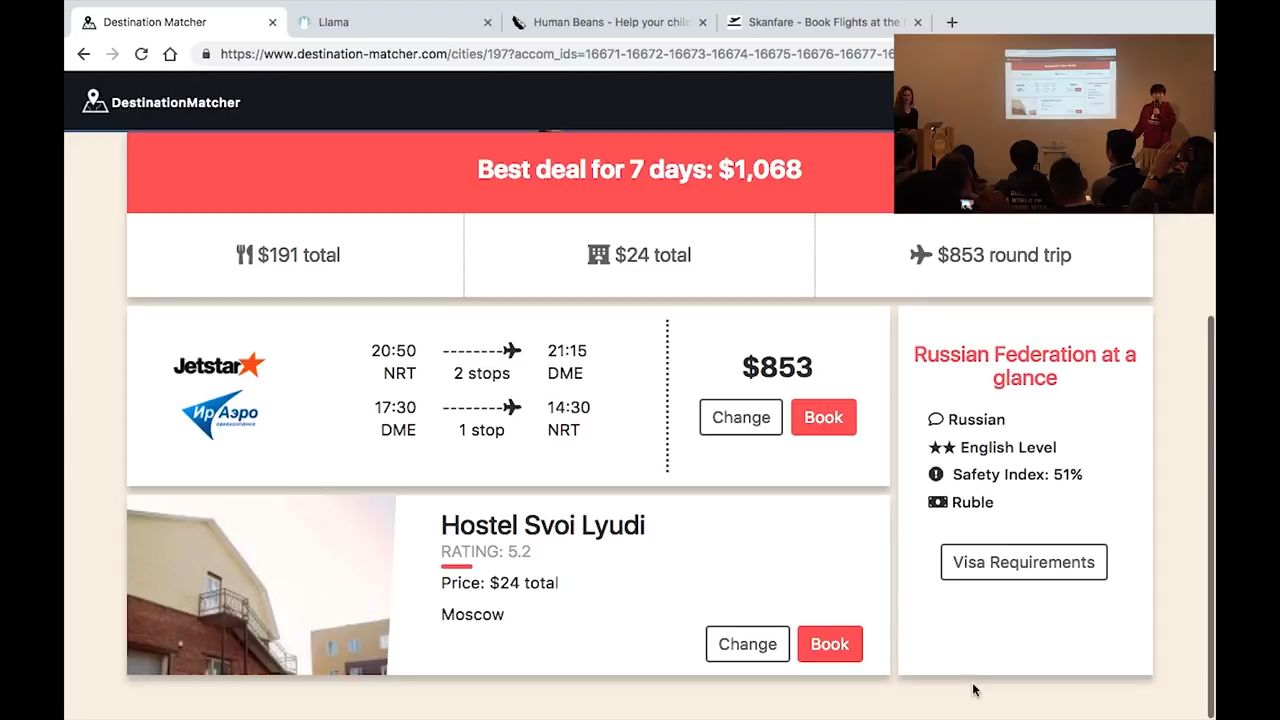 Destination Matcher
Llama
Human Beans - Help your chil
Skanfare - Book Flights at the
https://www.destination-matcher.com/cities/197?accom_ids=16671-16672-16673-16674-16675-16676-16677-16
DestinationMatcher
Best deal for 7 days: $1,068
$191 total
$24 total
$853 round trip
Jetstar
20:50
21:15
NRT
2 stops
DME
ИрАэро
авиакомпания
17:30
14:30
DME
1 stop
NRT
$853
Change
Book
Russian Federation at a
glance
Russian
English Level
Safety Index: 51%
Ruble
Visa Requirements
Hostel Svoi Lyudi
RATING: 5.2
Price: $24 total
Moscow
Change
Book